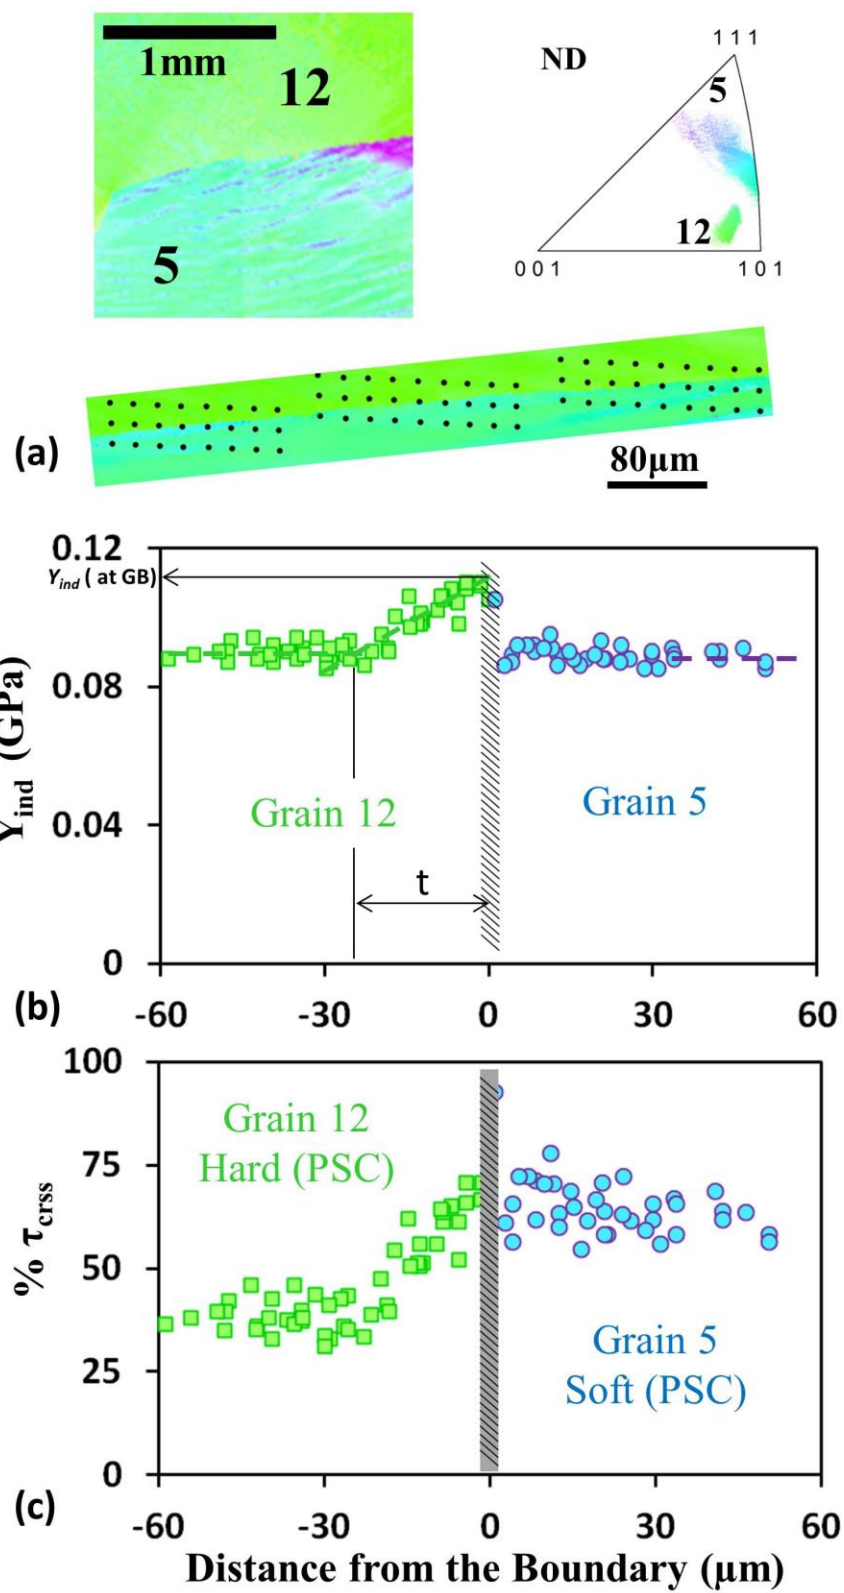 1mm
12
5
ND
1 1 1
5
12
0 0 1
1 0 1
(a)
80μm
0.12
Yind ( at GB)
0.08
Yind (GPa)
Grain 12
Grain 5
0.04
t
0
(b)
-60
-30
0
30
60
100
Grain 12
Hard (PSC)
75
% τcrss
50
Grain 5
Soft (PSC)
25
0
(c)
-60
-30
0
30
60
Distance from the Boundary (μm)